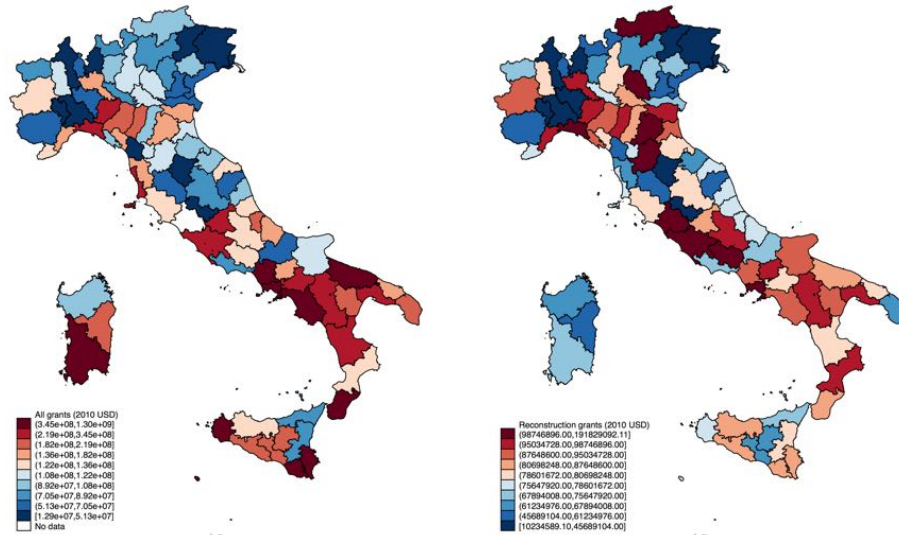 All grants (2010 USD)
(3.45e+08,1.30e+09]
(2.19e+08,3.45e+08]
(1.82e+08,2.19e+08]
(1.36e+08,1.82e+08]
(1.22e+08,1.36e+08]
(1.08e+08,1.22e+08]
(8.92e+07,1.08e+08]
(7.05e+07,8.92e+07]
(5.13e+07,7.05e+07]
[1.29e+07,5.13e+07]
No data
Reconstruction grants (2010 USD)
(98746896.00,191829092.11]
(95034728.00,98746896.00]
(87648600.00,95034728.00]
(80698248.00,87648600.00]
(78601672.00,80698248.00]
(75647920.00,78601672.00]
(67894008.00,75647920.00]
(61234976.00,67894008.00]
(45689104.00,61234976.00]
[10234589.10,45689104.00]